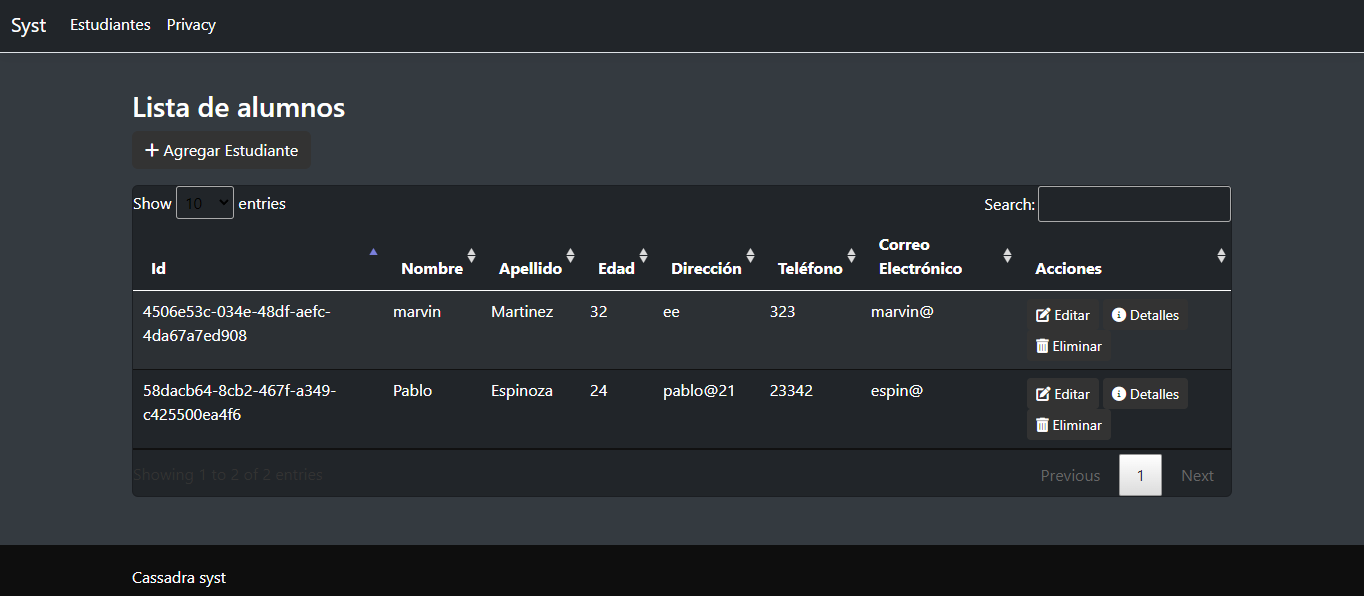 Syst Estudiantes Privacy
Lista de alumnos
Agregar Estudiante
Show 10 entries Search:
Id Nombre Apellido Edad Dirección Teléfono Correo Electrónico Acciones
4506e53c-034e-48df-aefc- marvin Martinez 32 ee 323 marvin@ Editar Detalles
4da67a7ed908 Eliminar
58dacb64-8cb2-467f-a349- Pablo Espinoza 24 pablo@21 23342 espin@ Editar Detalles
c425500ea4f6 Eliminar
Showing 1 to 2 of 2 entries Previous 1 Next
Cassadra syst